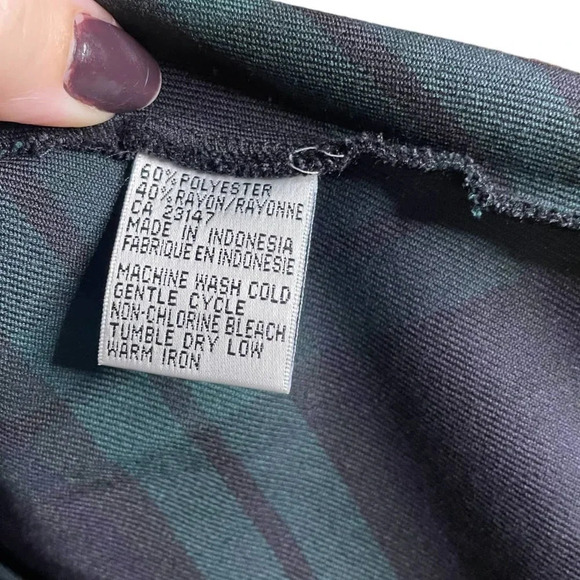 60% POLYESTER
40% RAYON/RAYONNE
CA 23147
MADE IN INDONESIA
FABRIQUE EN INDONESIE
MACHINE WASH COLD
GENTLE CYCLE
NON-CHLORINE BLEACH
TUMBLE DRY LOW
WARM IRON